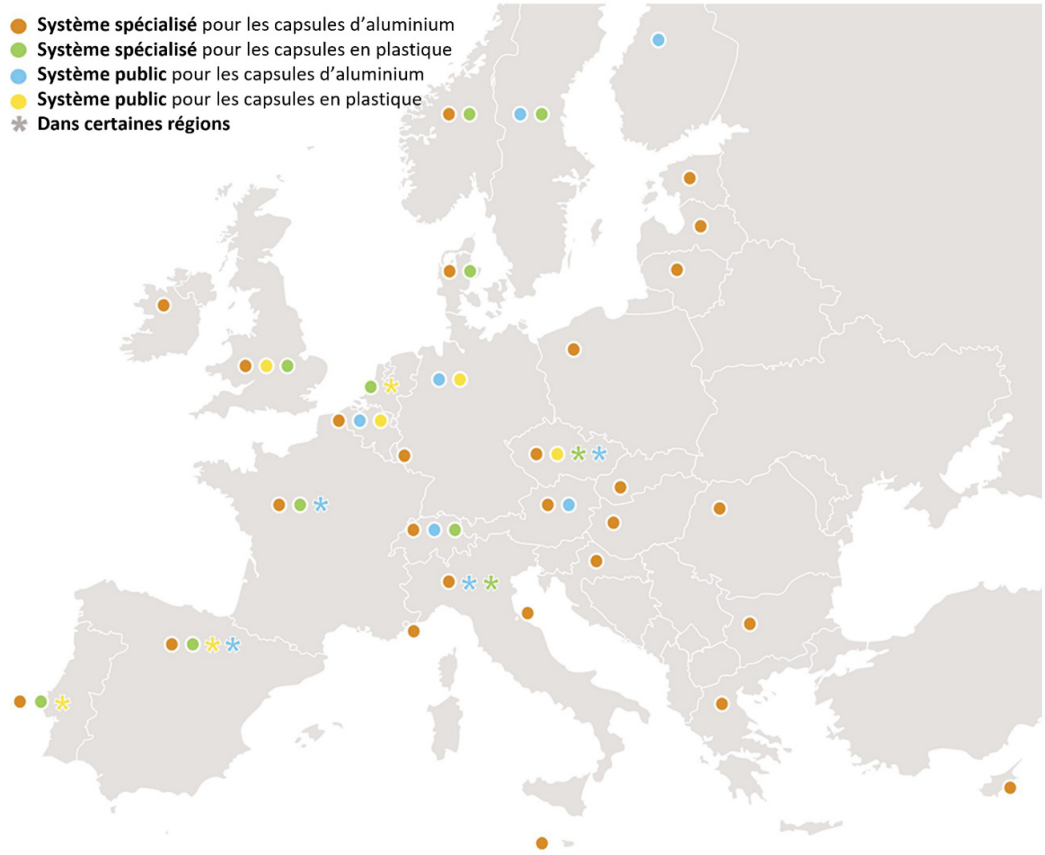 Système spécialisé pour les capsules d’aluminium
Système spécialisé pour les capsules en plastique
Système public pour les capsules d’aluminium
Système public pour les capsules en plastique
Dans certaines régions